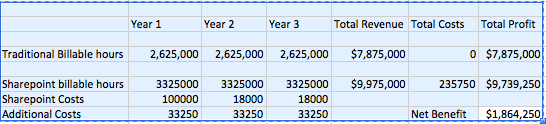 Year 1 Year 2 Year 3 Total Revenue Total Costs Total Profit
Traditional Billable hours 2,625,000 2,625,000 2,625,000 $7,875,000 0 $7,875,000
Sharepoint billable hours 3325000 3325000 3325000 $9,975,000 235750 $9,739,250
Sharepoint Costs 100000 18000 18000
Additional Costs 33250 33250 33250 Net Benefit $1,864,250